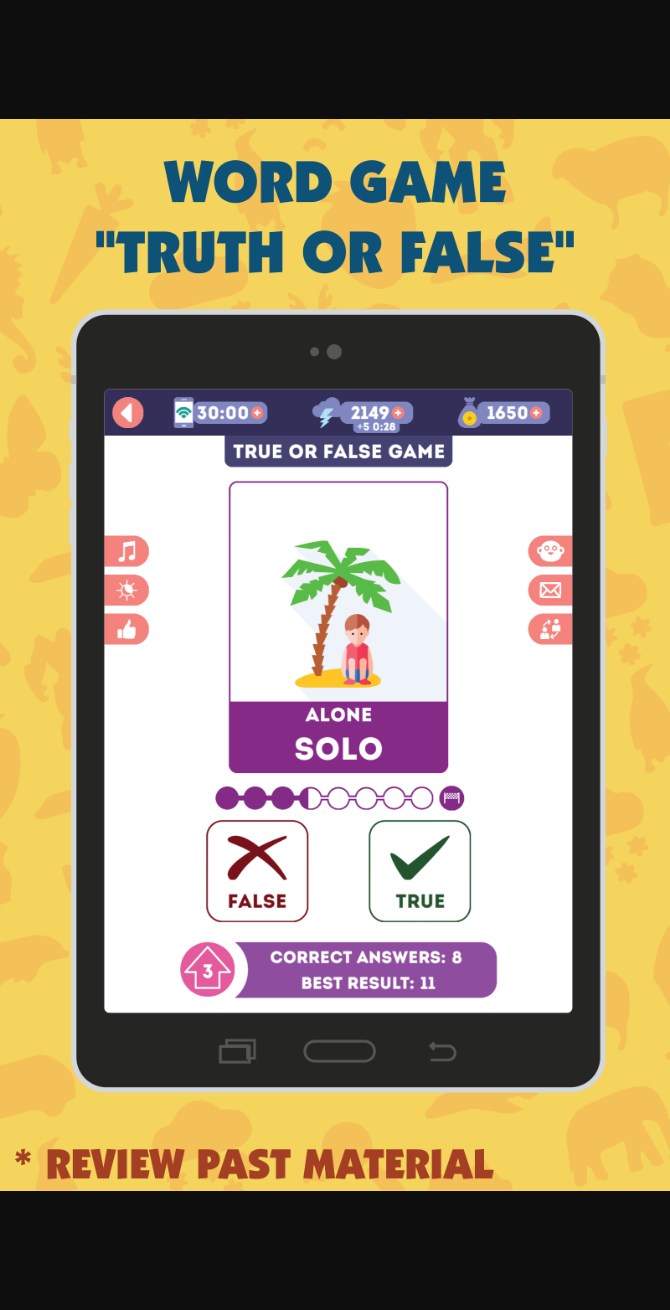 WORD GAME
"TRUTH OR FALSE"
30:00
2149
+5 0:28
1650
TRUE OR FALSE GAME
ALONE
SOLO
FALSE
TRUE
3
CORRECT ANSWERS: 8
BEST RESULT: 11
* REVIEW PAST MATERIAL